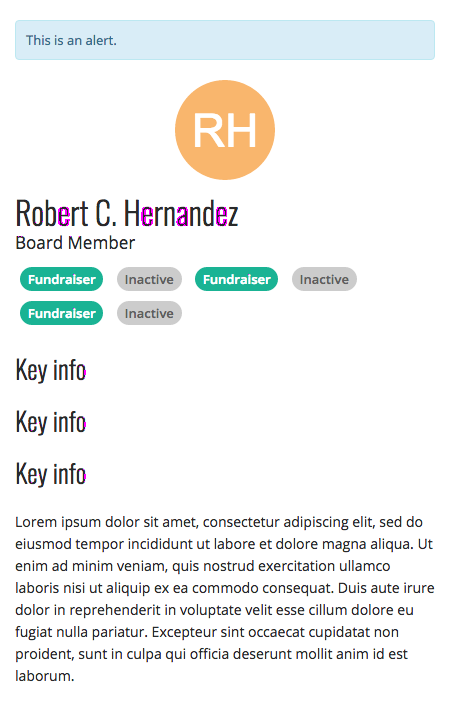 This is an alert.
RH
Robert C. Hernandez
Board Member
Fundraiser Inactive Fundraiser Inactive
Fundraiser Inactive
Key info
Key info
Key info
Lorem ipsum dolor sit amet, consectetur adipiscing elit, sed do
eiusmod tempor incididunt ut labore et dolore magna aliqua. Ut
enim ad minim veniam, quis nostrud exercitation ullamco
laboris nisi ut aliquip ex ea commodo consequat. Duis aute irure
dolor in reprehenderit in voluptate velit esse cillum dolore eu
fugiat nulla pariatur. Excepteur sint occaecat cupidatat non
proident, sunt in culpa qui officia deserunt mollit anim id est
laborum.